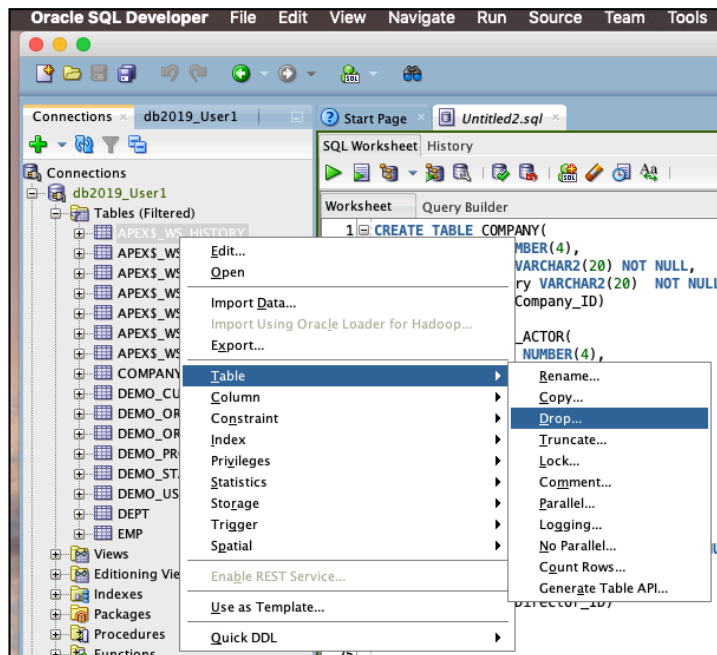 Oracle SQL Developer File Edit View Navigate Run Source Team Tools
Connections
db2019_User1
Start Page
Untitled2.sql
SQL Worksheet
History
Connections
db2019_User1
Tables (Filtered)
APEX$_WS_HISTORY
APEX$_WS
APEX$_WS
APEX$_WS
APEX$_WS
APEX$_WS
APEX$_WS
COMPANY
DEMO_CU
DEMO_OR
DEMO_OR
DEMO_PR
DEMO_STA
DEMO_US
DEPT
EMP
Views
Editioning Vie
Indexes
Packages
Procedures
Functions
Worksheet
Query Builder
1 CREATE TABLE COMPANY(
MBER(4),
VARCHAR2(20) NOT NULL,
ry VARCHAR2(20) NOT NULL
Company_ID)
_ACTOR(
NUMBER(4),
Director_ID)
25
Edit...
Open
Import Data...
Import Using Oracle Loader for Hadoop...
Export...
Table
Column
Constraint
Index
Privileges
Statistics
Storage
Trigger
Spatial
Enable REST Service...
Use as Template...
Quick DDL
Rename...
Copy...
Drop...
Truncate...
Lock...
Comment...
Parallel...
Logging...
No Parallel...
Count Rows...
Generate Table API...